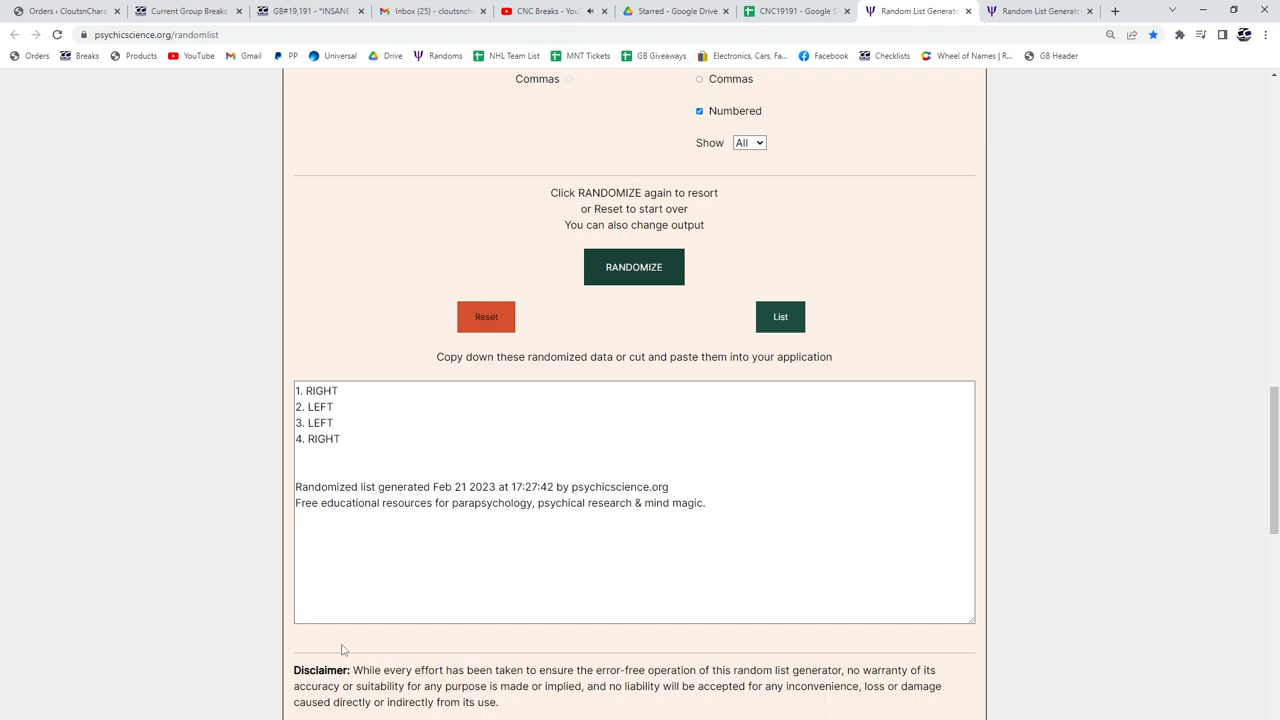 Orders ‹ CloutsnChara
Current Group Breaks
GB#19,191 - *INSANE
Inbox (25) - cloutsnch
CNC Breaks - You
Starred - Google Drive
CNC19191 - Google S
Random List Generato
Random List Generato
psychicscience.org/randomlist
Orders
Breaks
Products
YouTube
Gmail
PP
Universal
Drive
Randoms
NHL Team List
MNT Tickets
GB Giveaways
Electronics, Cars, Fa...
Facebook
Checklists
Wheel of Names | R...
GB Header
Commas
Commas
Numbered
Show All
Click RANDOMIZE again to resort
or Reset to start over
You can also change output
RANDOMIZE
Reset
List
Copy down these randomized data or cut and paste them into your application
1. RIGHT
2. LEFT
3. LEFT
4. RIGHT
Randomized list generated Feb 21 2023 at 17:27:42 by psychicscience.org
Free educational resources for parapsychology, psychical research & mind magic.
Disclaimer: While every effort has been taken to ensure the error-free operation of this random list generator, no warranty of its
accuracy or suitability for any purpose is made or implied, and no liability will be accepted for any inconvenience, loss or damage
caused directly or indirectly from its use.